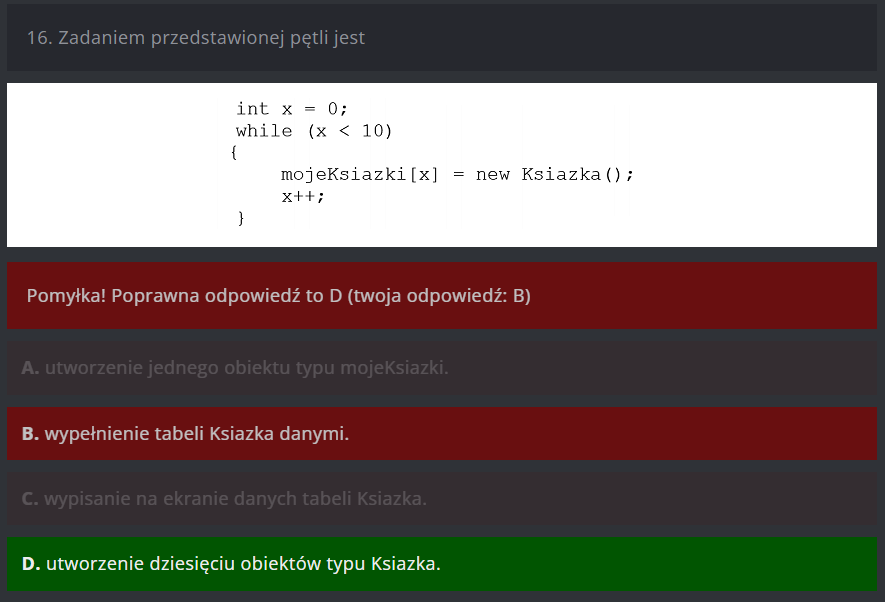 16. Zadaniem przedstawionej pętli jest
int x = 0;
while (x < 10)
{
mojeKsiazki[x] = new Ksiazka();
x++;
}
Pomyłka! Poprawna odpowiedź to D (twoja odpowiedź: B)
A. utworzenie jednego obiektu typu mojeKsiazki.
B. wypełnienie tabeli Ksiazka danymi.
C. wypisanie na ekranie danych tabeli Ksiazka.
D. utworzenie dziesięciu obiektów typu Ksiazka.